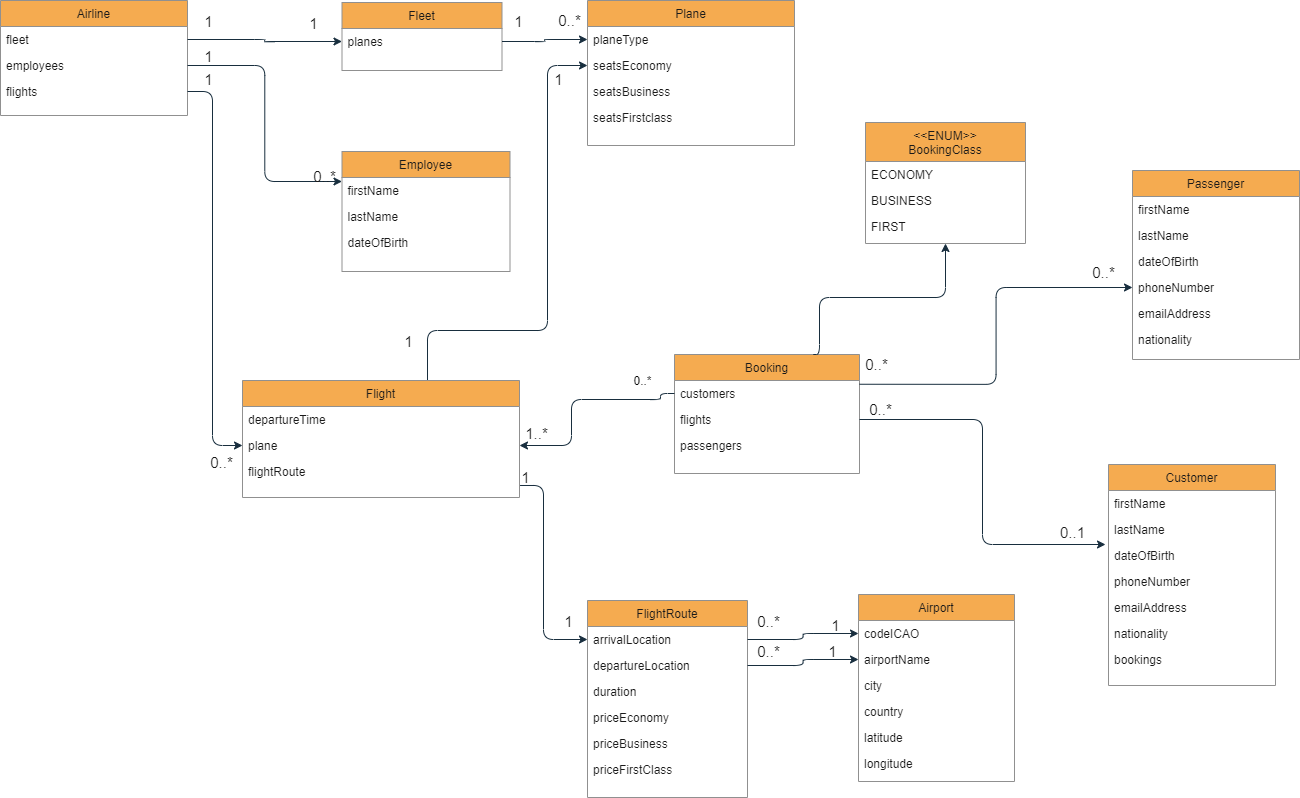 Airline
fleet
employees
flights
1
1
1
1
Fleet
planes
1
0..*
Plane
planeType
seatsEconomy
seatsBusiness
seatsFirstclass
1
0..*
Employee
firstName
lastName
dateOfBirth
<<ENUM>>
BookingClass
ECONOMY
BUSINESS
FIRST
Passenger
firstName
lastName
dateOfBirth
phoneNumber
emailAddress
nationality
0..*
1
Flight
departureTime
plane
flightRoute
0..*
1
0..*
1..*
Booking
customers
flights
passengers
0..*
0..*
0..1
Customer
firstName
lastName
dateOfBirth
phoneNumber
emailAddress
nationality
bookings
1
FlightRoute
arrivalLocation
departureLocation
duration
priceEconomy
priceBusiness
priceFirstClass
0..*
1
0..*
1
Airport
codeICAO
airportName
city
country
latitude
longitude